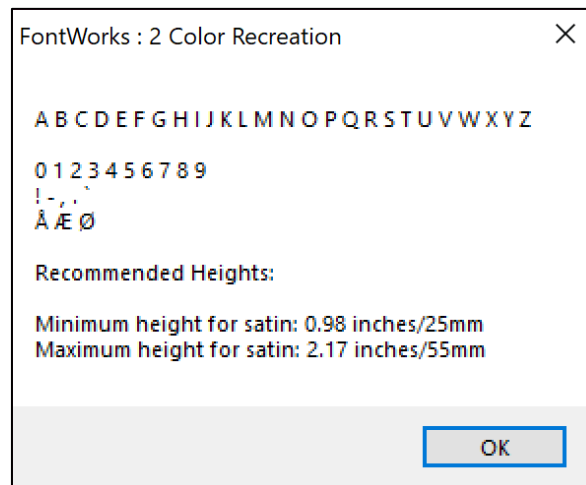 FontWorks : 2 Color Recreation
A B C D E F G H I J K L M N O P Q R S T U V W X Y Z
0 1 2 3 4 5 6 7 8 9
! - , . `
Å Æ Ø
Recommended Heights:
Minimum height for satin: 0.98 inches/25mm
Maximum height for satin: 2.17 inches/55mm
OK